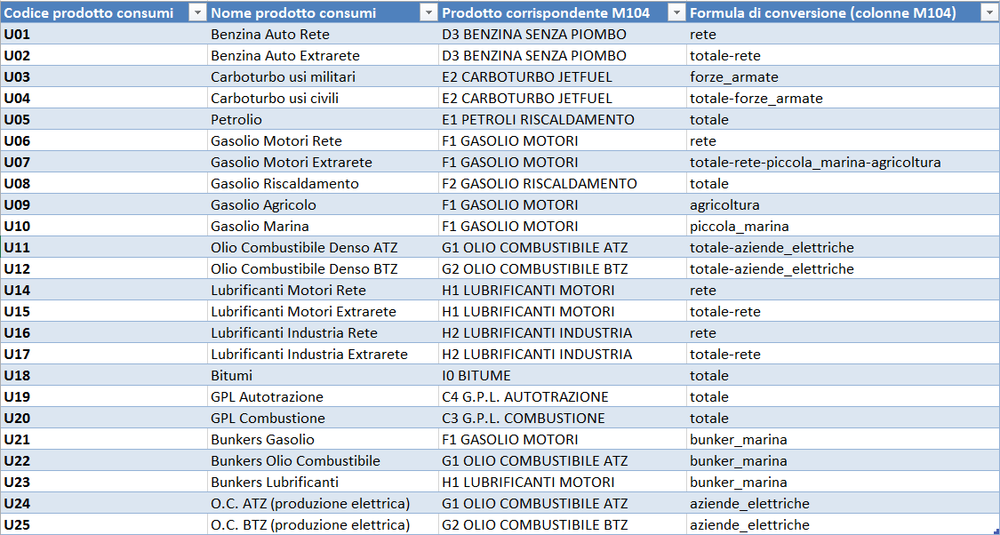 Codice prodotto consumi Nome prodotto consumi Prodotto corrispondente M104 Formula di conversione (colonne M104)
U01 Benzina Auto Rete D3 BENZINA SENZA PIOMBO rete
U02 Benzina Auto Extrarete D3 BENZINA SENZA PIOMBO totale-rete
U03 Carboturbo usi militari E2 CARBOTURBO JETFUEL forze_armate
U04 Carboturbo usi civili E2 CARBOTURBO JETFUEL totale-forze_armate
U05 Petrolio E1 PETROLI RISCALDAMENTO totale
U06 Gasolio Motori Rete F1 GASOLIO MOTORI rete
U07 Gasolio Motori Extrarete F1 GASOLIO MOTORI totale-rete-piccola_marina-agricoltura
U08 Gasolio Riscaldamento F2 GASOLIO RISCALDAMENTO totale
U09 Gasolio Agricolo F1 GASOLIO MOTORI agricoltura
U10 Gasolio Marina F1 GASOLIO MOTORI piccola_marina
U11 Olio Combustibile Denso ATZ G1 OLIO COMBUSTIBILE ATZ totale-aziende_elettriche
U12 Olio Combustibile Denso BTZ G2 OLIO COMBUSTIBILE BTZ totale-aziende_elettriche
U14 Lubrificanti Motori Rete H1 LUBRIFICANTI MOTORI rete
U15 Lubrificanti Motori Extrarete H1 LUBRIFICANTI MOTORI totale-rete
U16 Lubrificanti Industria Rete H2 LUBRIFICANTI INDUSTRIA rete
U17 Lubrificanti Industria Extrarete H2 LUBRIFICANTI INDUSTRIA totale-rete
U18 Bitumi I0 BITUME totale
U19 GPL Autotrazione C4 G.P.L. AUTOTRAZIONE totale
U20 GPL Combustione C3 G.P.L. COMBUSTIONE totale
U21 Bunkers Gasolio F1 GASOLIO MOTORI bunker_marina
U22 Bunkers Olio Combustibile G1 OLIO COMBUSTIBILE ATZ bunker_marina
U23 Bunkers Lubrificanti H1 LUBRIFICANTI MOTORI bunker_marina
U24 O.C. ATZ (produzione elettrica) G1 OLIO COMBUSTIBILE ATZ aziende_elettriche
U25 O.C. BTZ (produzione elettrica) G2 OLIO COMBUSTIBILE BTZ aziende_elettriche